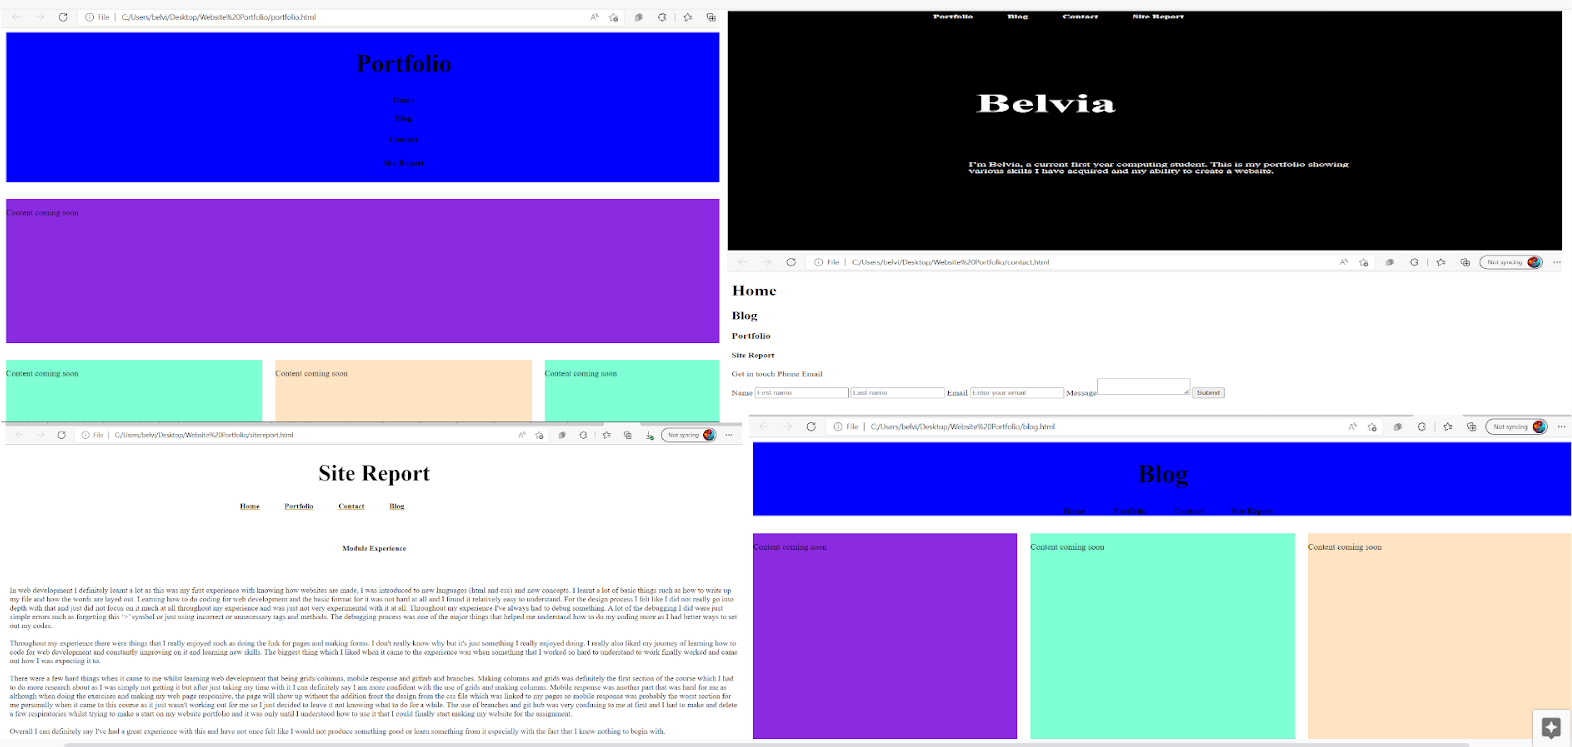 File | C:/Users/belvi/Desktop/Website%20Portfolio/portfolio.html
Portfolio
Home
Blog
Contact
Site Report
Content coming soon
Content coming soon
Content coming soon
Content coming soon
Portfolio Blog Contact Site Report
Belvia
I'm Belvia, a current first year computing student. This is my portfolio showing
various skills I have acquired and my ability to create a website.
File | C:/Users/belvi/Desktop/Website%20Portfolio/contact.html
Not syncing
Home
Blog
Portfolio
Site Report
Get in touch Phone Email
Name First name Last name Email Enter your email Message Submit
File | C:/Users/belvi/Desktop/Website%20Portfolio/sitereport.html
Not syncing
Site Report
Home Portfolio Contact Blog
Module Experience
In web development I definitely learnt a lot as this was my first experience with knowing how websites are made, I was introduced to new languages (html and css) and new concepts. I learnt a lot of basic things such as how to write up
my file and how the words are layed out. Learning how to do coding for web development and the basic format for it was not hard at all and I found it relatively easy to understand. For the design process I felt like I did not really go into
depth with that and just did not focus on it much at all throughout my experience and was just not very experimental with it at all. Throughout my experience I've always had to debug something. A lot of the debugging I did were just
simple errors such as forgetting this '>' symbol or just using incorrect or unnecessary tags and methods. The debugging process was one of the major things that helped me understand how to do my coding more as I had better ways to set
out my codes.
Throughout my experience there were things that I really enjoyed such as doing the link for pages and making forms. I don't really know why but it's just something I really enjoyed doing. I really also liked my journey of learning how to
code for web development and constantly improving on it and learning new skills. The biggest thing which I liked when it came to the experience was when something that I worked so hard to understand to work finally worked and came
out how I was expecting it to.
There were a few hard things when it came to me whilst learning web development that being grids/columns, mobile response and github and branches. Making columns and grids was definitely the first section of the course which I had
to do more research about as I was simply not getting it but after just taking my time with it I can definitely say I am more confident with the use of grids and making columns. Mobile response was another part that was hard for me as
although when doing the exercises and making my web page responsive, the page will show up without the addition from the design from the css file which was linked to my pages so mobile response was probably the worst section for
me personally when it came to this course as it just wasn't working out for me so I just decided to leave it not knowing what to do for a while. The use of branches and git hub was very confusing to me at first and I had to make and delete
a few respiratories whilst trying to make a start on my website portfolio and it was only until I understood how to use it that I could finally start making my website for the assignment.
Overall I can definitely say I've had a great experience with this and have not once felt like I would not produce something good or learn something from it especially with the fact that I knew nothing to begin with.
File | C:/Users/belvi/Desktop/Website%20Portfolio/blog.html
Not syncing
Blog
Home Portfolio Contact Site Report
Content coming soon
Content coming soon
Content coming soon